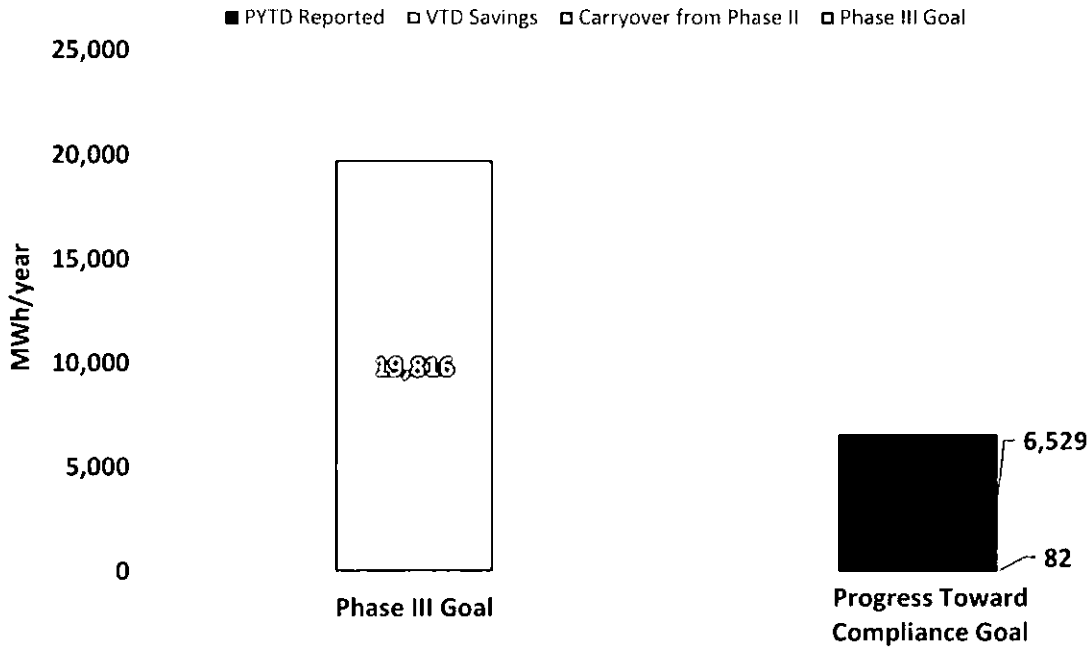 PYTD Reported VTD Savings Carryover from Phase II Phase III Goal
25,000
20,000
15,000
10,000
5,000
0
MWh/year
19,816
6,529
82
Phase III Goal
Progress Toward
Compliance Goal